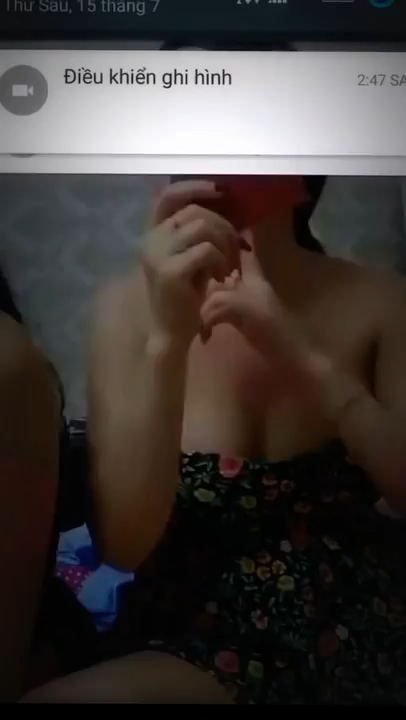 Thứ Sáu, 15 tháng 7
Điều khiển ghi hình
2:47 SA